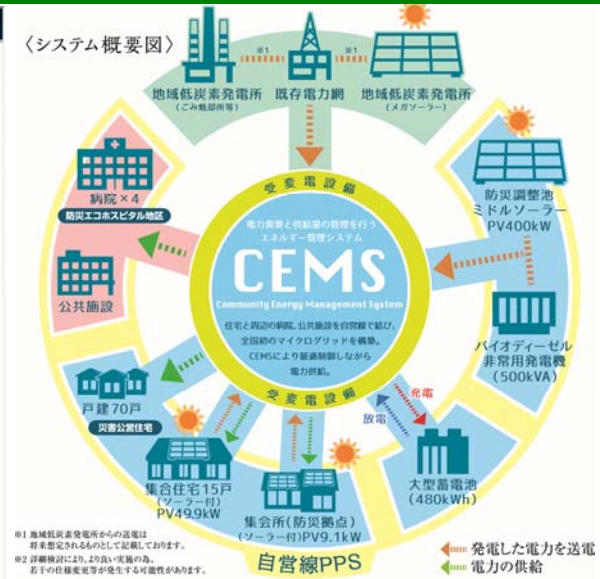 〈システム概要図〉
※1
※1
地域低炭素発電所
(ごみ焼却所等)
既存電力網
地域低炭素発電所
(メガソーラー)
病院×4
防災エコホスピタル地区
公共施設
受変電設備
電力需要と供給量の管理を行う
エネルギー管理システム
CEMS
Community Energy Management System
住宅と周辺の病院、公共施設を自営線で結び、
全国初のマイクログリッドを構築。
CEMSにより最適制御しながら
電力供給。
受変電設備
防災調整池
ミドルソーラー
PV400kW
バイオディーゼル
非常用発電機
(500kVA)
戸建70戸
災害公営住宅
集合住宅15戸
(ソーラー付)
PV49.9kW
集会所(防災拠点)
(ソーラー付)PV9.1kW
放電
充電
大型蓄電池
(480kWh)
自営線PPS
※1 地域低炭素発電所からの送電は
将来想定されるものとして記載しております。
※2 詳細検討により、より良い実施の為、
若干の仕様変更等が発生する可能性があります。
発電した電力を送電
電力の供給